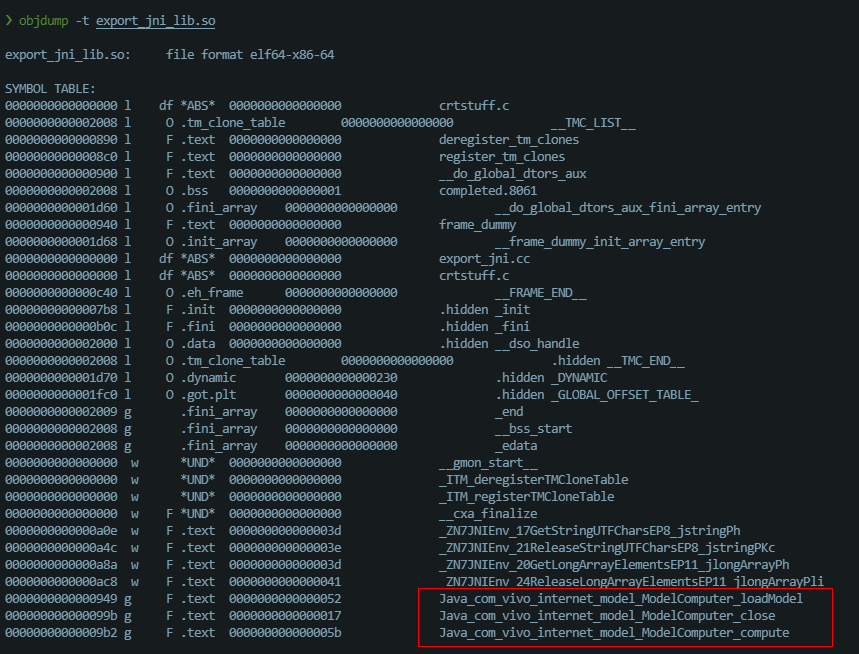 ❯ objdump -t export_jni_lib.so
export_jni_lib.so:     file format elf64-x86-64
SYMBOL TABLE:
0000000000000000 l    df *ABS*  0000000000000000              crtstuff.c
0000000000002008 l     O .tm_clone_table        0000000000000000              __TMC_LIST__
0000000000000890 l     F .text  0000000000000000              deregister_tm_clones
00000000000008c0 l     F .text  0000000000000000              register_tm_clones
0000000000000900 l     F .text  0000000000000000              __do_global_dtors_aux
0000000000002008 l     O .bss   0000000000000001              completed.8061
0000000000001d60 l     O .fini_array    0000000000000000              __do_global_dtors_aux_fini_array_entry
0000000000000940 l     F .text  0000000000000000              frame_dummy
0000000000001d68 l     O .init_array    0000000000000000              __frame_dummy_init_array_entry
0000000000000000 l    df *ABS*  0000000000000000              export_jni.cc
0000000000000000 l    df *ABS*  0000000000000000              crtstuff.c
0000000000000c40 l     O .eh_frame      0000000000000000              __FRAME_END__
00000000000007b8 l     F .init  0000000000000000              .hidden _init
0000000000000b0c l     F .fini  0000000000000000              .hidden _fini
0000000000002000 l     O .data  0000000000000000              .hidden __dso_handle
0000000000002008 l     O .tm_clone_table        0000000000000000              .hidden __TMC_END__
0000000000001d70 l     O .dynamic       0000000000000230              .hidden _DYNAMIC
0000000000001fc0 l     O .got.plt       0000000000000040              .hidden _GLOBAL_OFFSET_TABLE_
0000000000002009 g       .fini_array    0000000000000000              _end
0000000000002008 g       .fini_array    0000000000000000              __bss_start
0000000000002008 g       .fini_array    0000000000000000              _edata
0000000000000000  w      *UND*  0000000000000000              __gmon_start__
0000000000000000  w      *UND*  0000000000000000              _ITM_deregisterTMCloneTable
0000000000000000  w      *UND*  0000000000000000              _ITM_registerTMCloneTable
0000000000000000  w    F *UND*  0000000000000000              __cxa_finalize
0000000000000a0e  w    F .text  000000000000003d              _ZN7JNIEnv_17GetStringUTFCharsEP8_jstringPh
0000000000000a4c  w    F .text  000000000000003e              _ZN7JNIEnv_21ReleaseStringUTFCharsEP8_jstringPKc
0000000000000a8a  w    F .text  000000000000003d              _ZN7JNIEnv_20GetLongArrayElementsEP11_jlongArrayPh
0000000000000ac8  w    F .text  0000000000000041              _ZN7JNIEnv_24ReleaseLongArrayElementsEP11_jlongArrayPli
0000000000000949 g     F .text  0000000000000052              Java_com_vivo_internet_model_ModelComputer_loadModel
000000000000099b g     F .text  0000000000000017              Java_com_vivo_internet_model_ModelComputer_close
00000000000009b2 g     F .text  000000000000005b              Java_com_vivo_internet_model_ModelComputer_compute